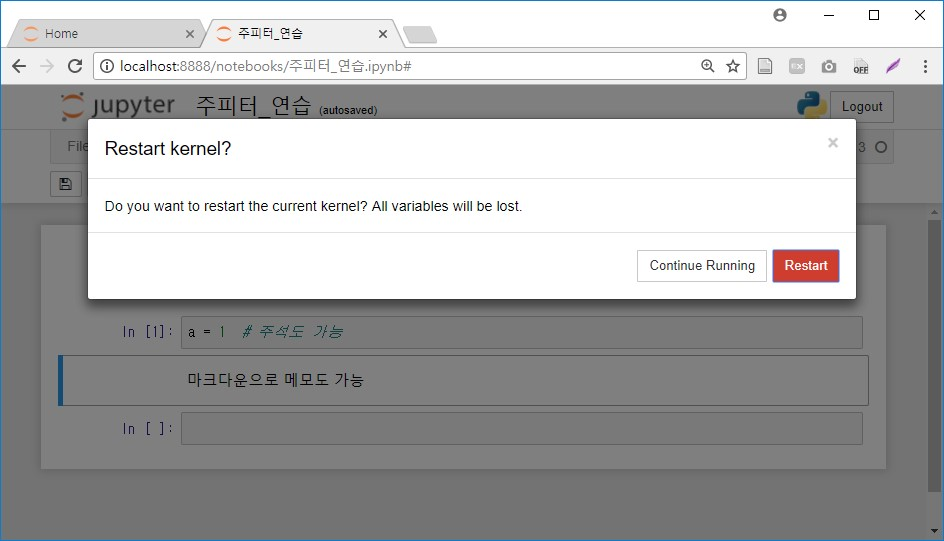 Home
주피터_연습
localhost:8888/notebooks/주피터_연습.ipynb#
OFF
jupyter 주피터_연습 (autosaved)
Logout
File
3
Restart kernel?
×
Do you want to restart the current kernel? All variables will be lost.
Continue Running
Restart
In [1]: a = 1 # 주석도 가능
마크다운으로 메모도 가능
In [ ]: